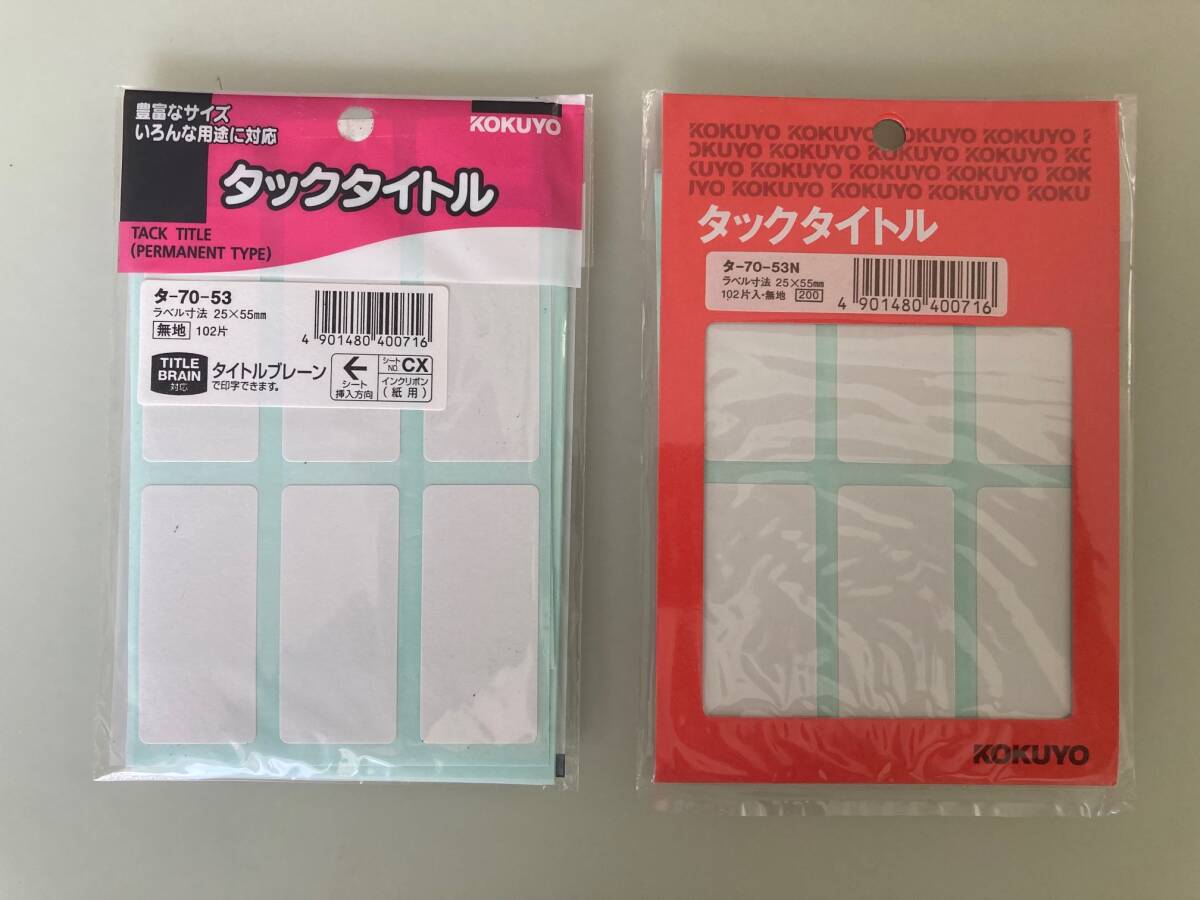 豊富なサイズ
いろんな用途に対応
KOKUYO
タックタイトル
TACK TITLE
(PERMANENT TYPE)
タ-70-53
ラベル寸法 25×55mm
無地 102片
4 901480 400716
TITLE
BRAIN
対応
タイトルブレーン
で印字できます。
シート
挿入方向
シート
NO. CX
インクリボン
(紙用)
KOKUYO KOKUYO KOKUYO KOKUYO K
OKUYO KOKUYO KOKUYO KOKUYO KO
KUYO KOKUYO KOKUYO KOKUYO KOK
UYO KOKUYO KOKUYO KOKUYO KOKU
タックタイトル
タ-70-53N
ラベル寸法 25×55mm
102片入・無地 200
4 901480 400716
KOKUYO